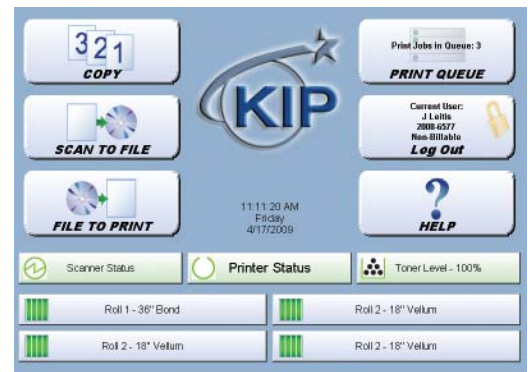 321
COPY
Print Jobs in Queue: 3
PRINT QUEUE
KIP
SCAN TO FILE
Current User:
J Leitis
2008-6577
Non-Billable
Log Out
FILE TO PRINT
11:11:20 AM
Friday
4/17/2009
?
HELP
Scanner Status
Printer Status
Toner Level - 100%
Roll 1 - 36" Bond
Roll 2 - 18" Vellum
Roll 2 - 18" Vellum
Roll 2 - 18" Vellum